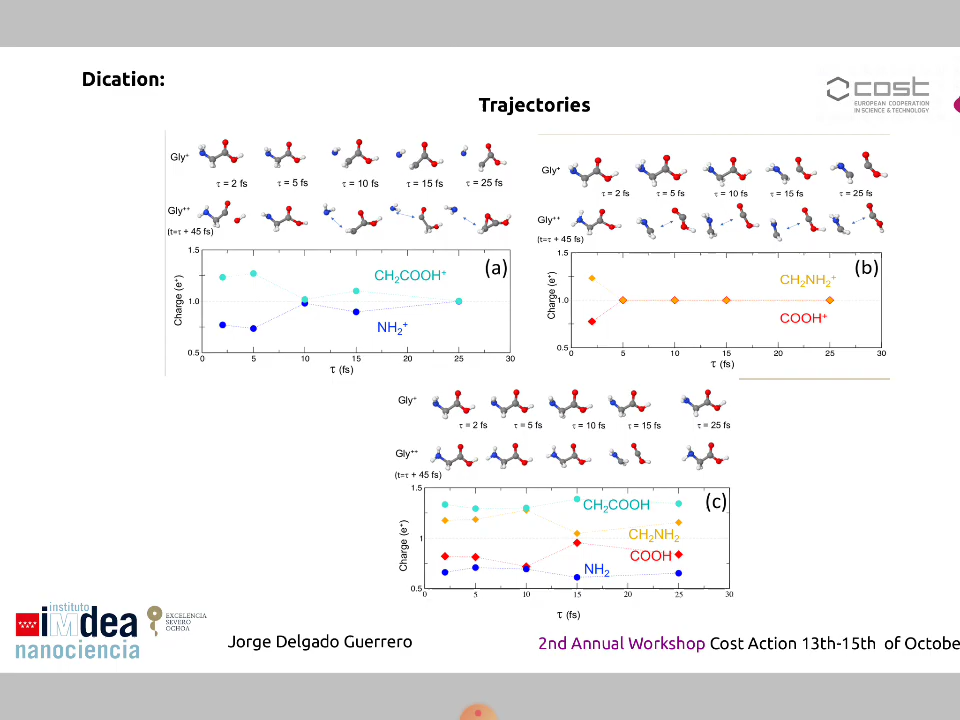 Dication:
Trajectories
cost
EUROPEAN COOPERATION
IN SCIENCE & TECHNOLOGY
Gly⁺
τ = 2 fs τ = 5 fs τ = 10 fs τ = 15 fs τ = 25 fs
Gly⁺⁺
(t=τ + 45 fs)
1.5
(a)
CH₂COOH⁺
Charge (e⁺)
1.0
NH₂⁺
0.5
0 5 10 15 20 25 30
τ (fs)
Gly⁺
τ = 2 fs τ = 5 fs τ = 10 fs τ = 15 fs τ = 25 fs
Gly⁺⁺
(t=τ + 45 fs)
1.5
(b)
CH₂NH₂⁺
Charge (e⁺)
1.0
COOH⁺
0.5
0 5 10 15 20 25 30
τ (fs)
Gly⁺
τ = 2 fs τ = 5 fs τ = 10 fs τ = 15 fs τ = 25 fs
Gly⁺⁺
(t=τ + 45 fs)
1.5
(c)
CH₂COOH
Charge (e⁺)
1
CH₂NH₂
COOH
NH₂
0.5
0 5 10 15 20 25 30
τ (fs)
instituto
imdea
nanociencia
EXCELENCIA
SEVERO
OCHOA
Jorge Delgado Guerrero
2nd Annual Workshop Cost Action 13th-15th of Octobe